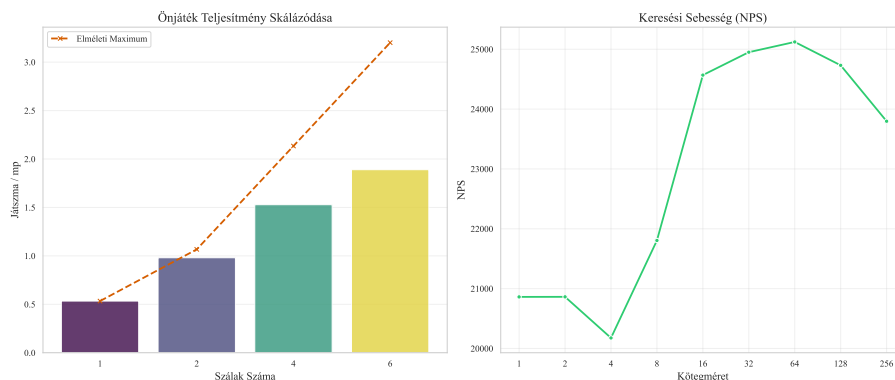 Önjáték Teljesítmény Skálázódása
Elméleti Maximum
Játszma / mp
3.0
2.5
2.0
1.5
1.0
0.5
0.0
1 2 4 6
Szálak Száma
Keresési Sebesség (NPS)
NPS
25000
24000
23000
22000
21000
20000
1 2 4 8 16 32 64 128 256
Kötegméret